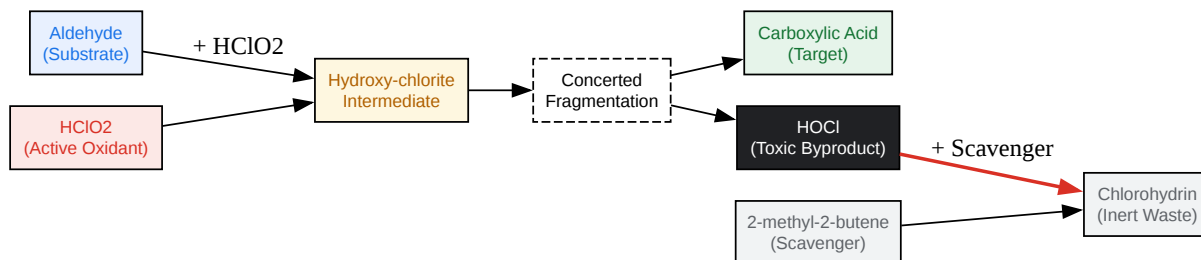 Aldehyde
(Substrate)
+ HClO2
HClO2
(Active Oxidant)
Hydroxy-chlorite
Intermediate
Concerted
Fragmentation
Carboxylic Acid
(Target)
HOCl
(Toxic Byproduct)
+ Scavenger
2-methyl-2-butene
(Scavenger)
Chlorohydrin
(Inert Waste)